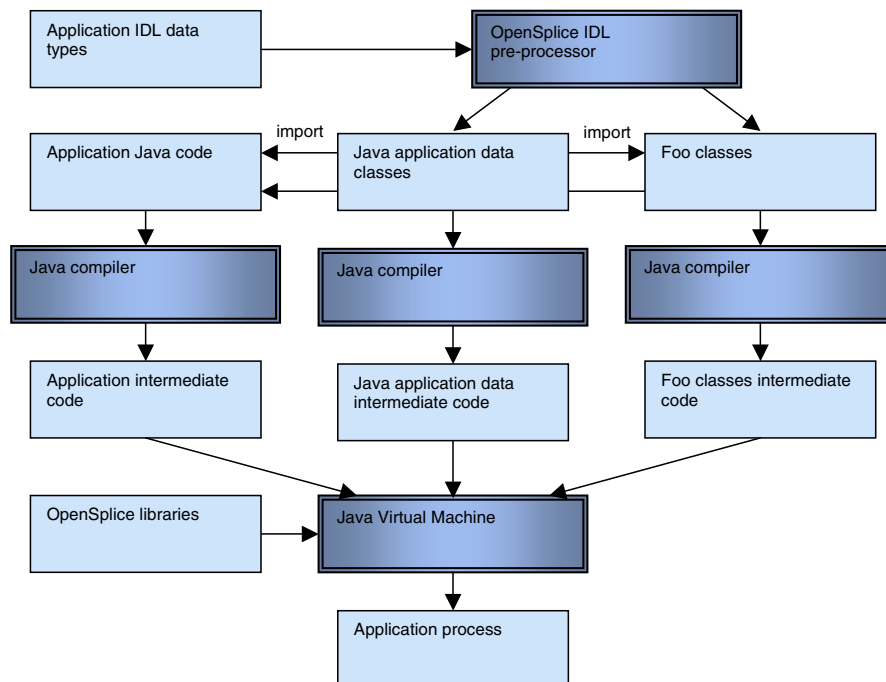 Application IDL data
types
OpenSplice IDL
pre-processor
import
import
Application Java code
Java application data
classes
Foo classes
Java compiler
Java compiler
Java compiler
Application intermediate
code
Java application data
intermediate code
Foo classes intermediate
code
OpenSplice libraries
Java Virtual Machine
Application process